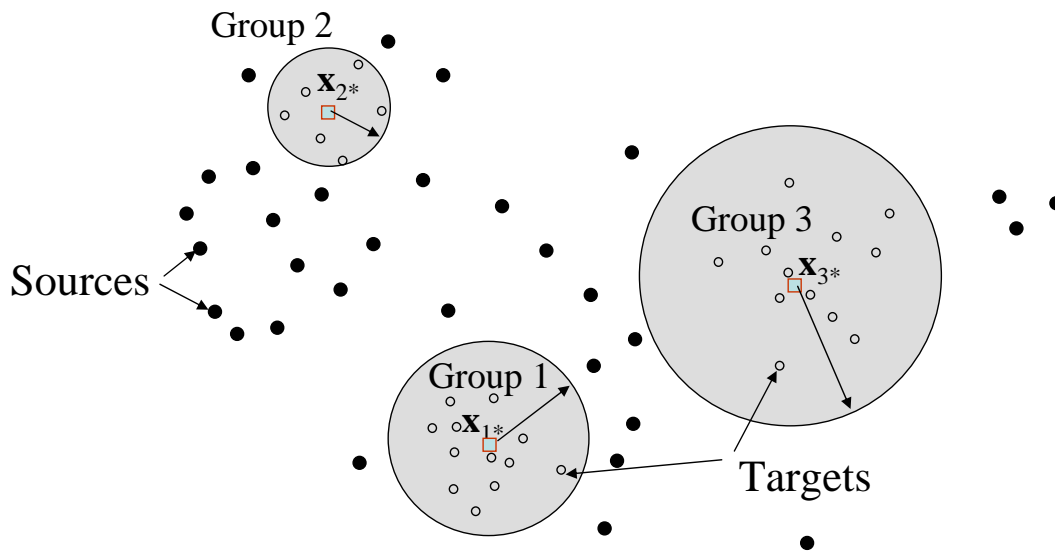 Group 2
x2*
Group 3
x3*
Sources
Group 1
x1*
Targets